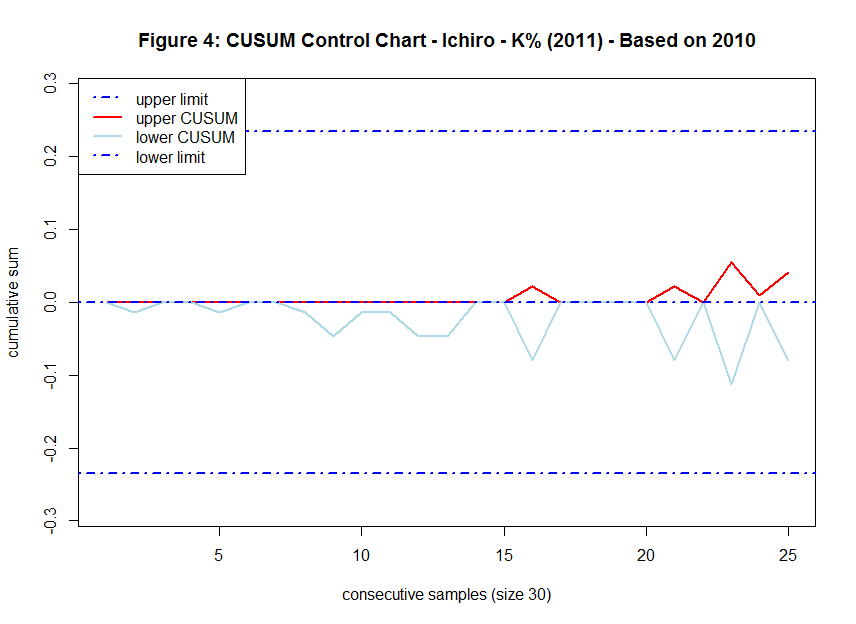 Figure 4: CUSUM Control Chart - Ichiro - K% (2011) - Based on 2010
upper limit
upper CUSUM
lower CUSUM
lower limit
cumulative sum
0.3
0.2
0.1
0.0
-0.1
-0.2
-0.3
5 10 15 20 25
consecutive samples (size 30)